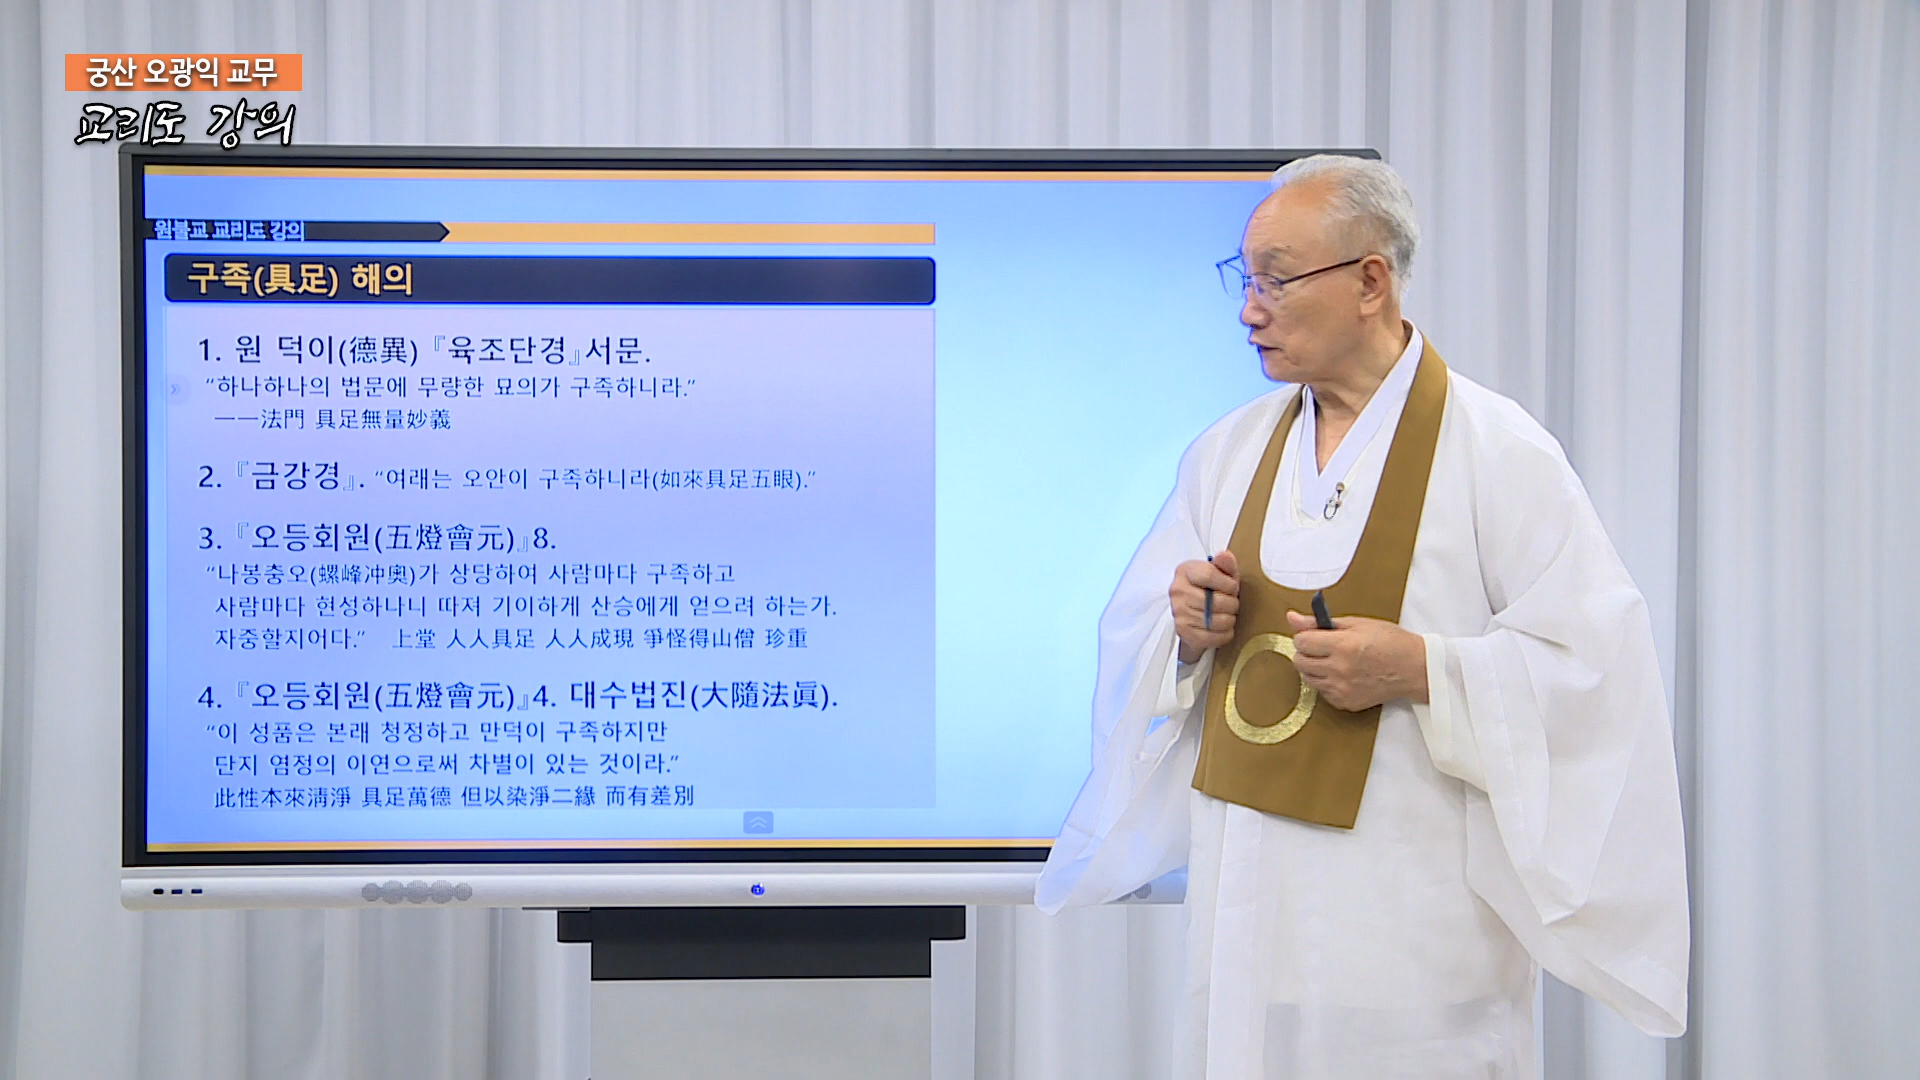 궁산 오광익 교무
교리도 강의
원불교 교리도 강의
구족(具足) 해의
1. 원 덕이(德異)『육조단경』서문.
“하나하나의 법문에 무량한 묘의가 구족하니라.”
一一法門 具足無量妙義
2.『금강경』. “여래는 오안이 구족하니라(如來具足五眼).”
3.『오등회원(五燈會元)』8.
“나봉충오(螺峰冲奧)가 상당하여 사람마다 구족하고
사람마다 현성하나니 따져 기이하게 산승에게 얻으려 하는가.
자중할지어다.” 上堂 人人具足 人人成現 爭怪得山僧 珍重
4.『오등회원(五燈會元)』4. 대수법진(大隨法眞).
“이 성품은 본래 청정하고 만덕이 구족하지만
단지 염정의 이연으로써 차별이 있는 것이라.”
此性本來淸淨 具足萬德 但以染淨二緣 而有差別